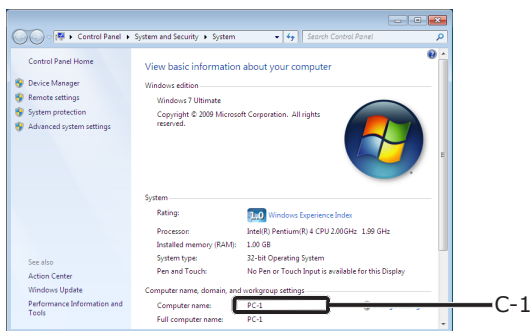 Control Panel ▸ System and Security ▸ System
Search Control Panel
Control Panel Home
Device Manager
Remote settings
System protection
Advanced system settings
See also
Action Center
Windows Update
Performance Information and
Tools
View basic information about your computer
Windows edition
Windows 7 Ultimate
Copyright © 2009 Microsoft Corporation. All rights
reserved.
System
Rating: 1,0 Windows Experience Index
Processor: Intel(R) Pentium(R) 4 CPU 2.00GHz 1.99 GHz
Installed memory (RAM): 1.00 GB
System type: 32-bit Operating System
Pen and Touch: No Pen or Touch Input is available for this Display
Computer name, domain, and workgroup settings
Computer name: PC-1
Full computer name: PC-1
C-1